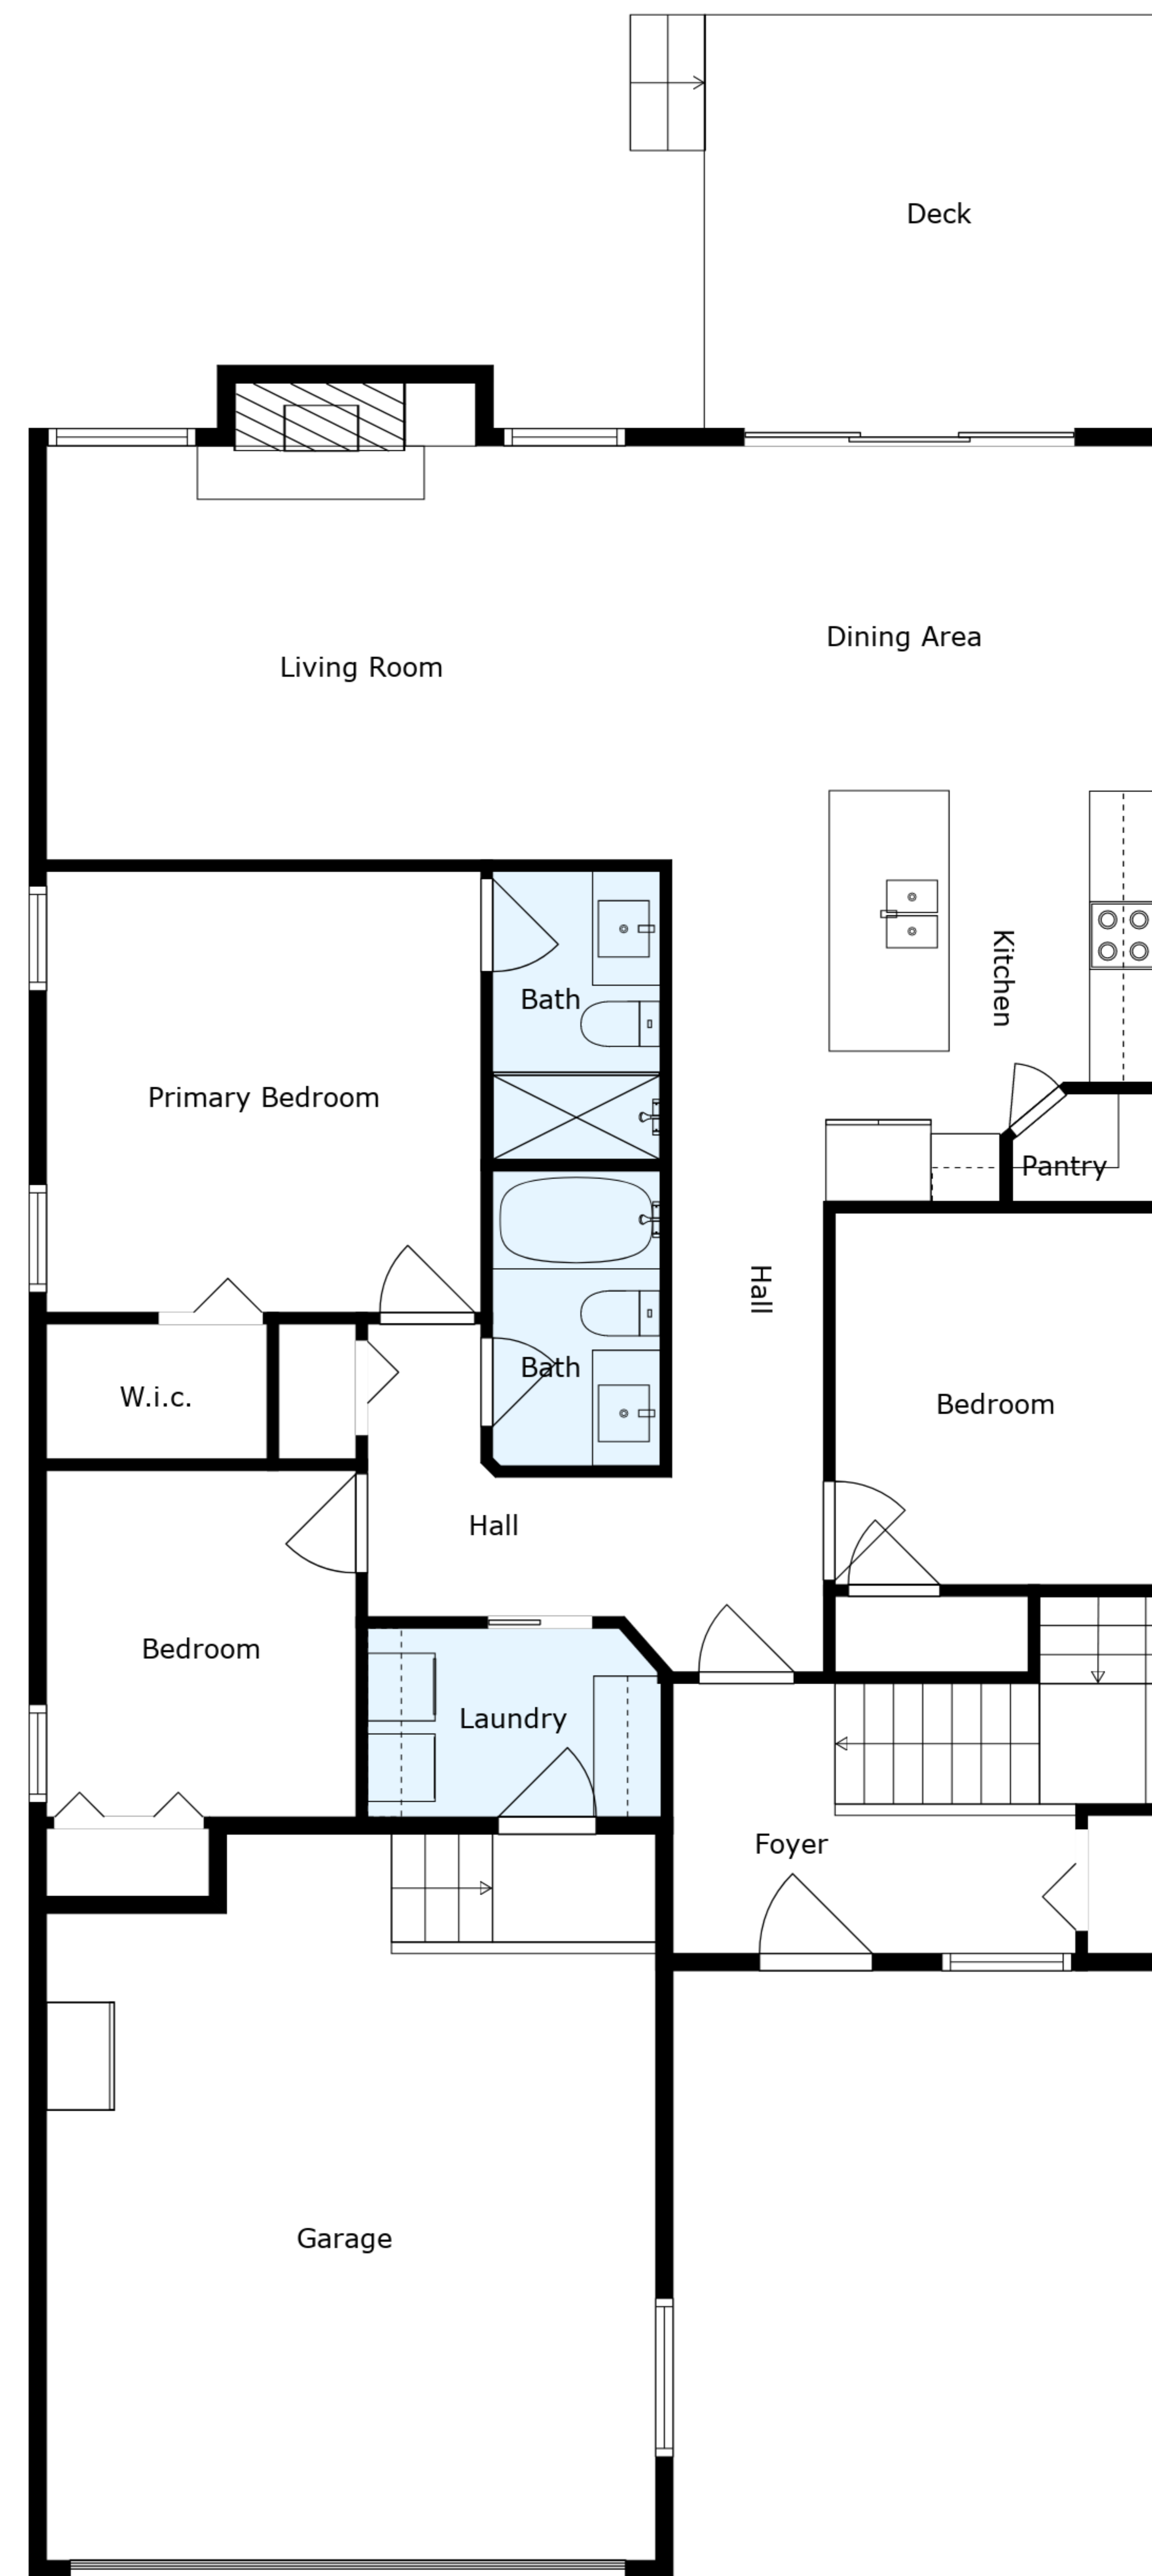 Deck
Dining Area
Living Room
Kitchen
Bath
Primary Bedroom
Pantry
Hall
Bath
W.i.c.
Bedroom
Hall
Bedroom
Laundry
Foyer
Garage